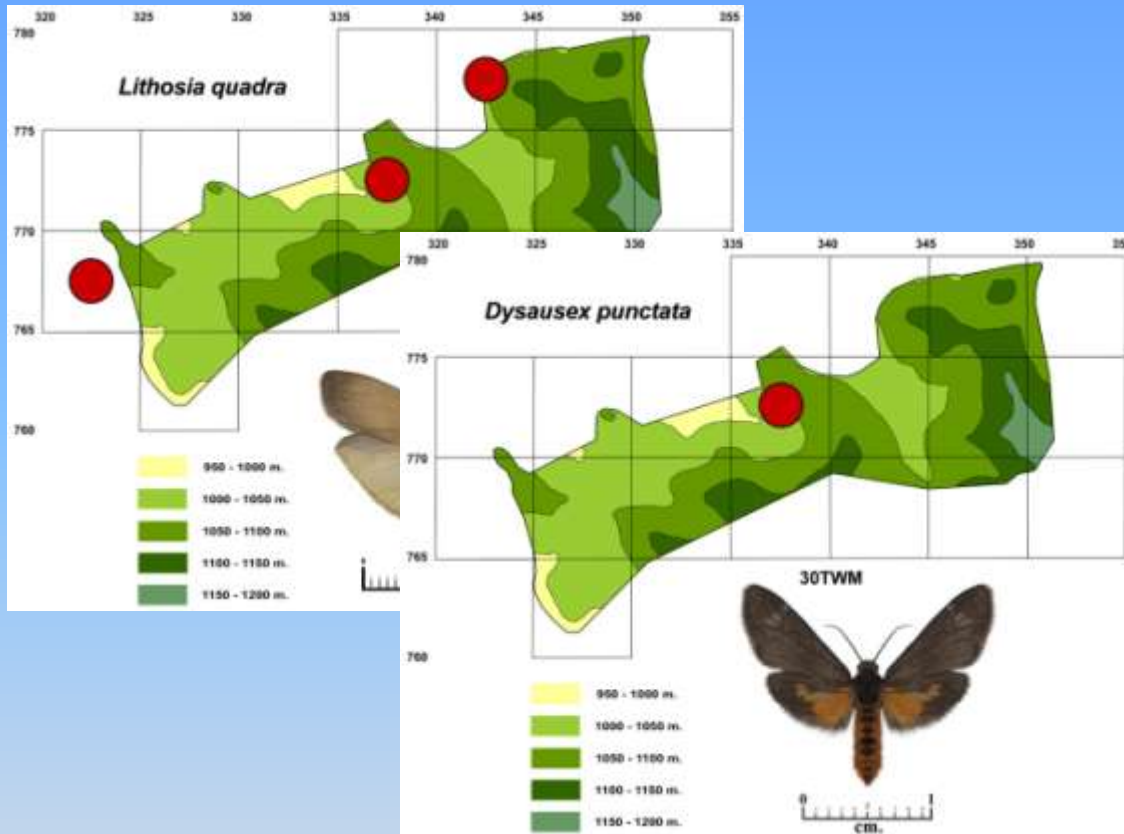 320 325 330 335 340 345 350 355
780
Lithosia quadra
775
770
765
760
950 - 1000 m.
1000 - 1050 m.
1050 - 1100 m.
1100 - 1150 m.
1150 - 1200 m.
320 325 330 335 340 345 350 355
780
Dysausex punctata
775
770
765
30TWM
760
950 - 1000 m.
1000 - 1050 m.
1050 - 1100 m.
1100 - 1150 m.
1150 - 1200 m.
0 1
cm.